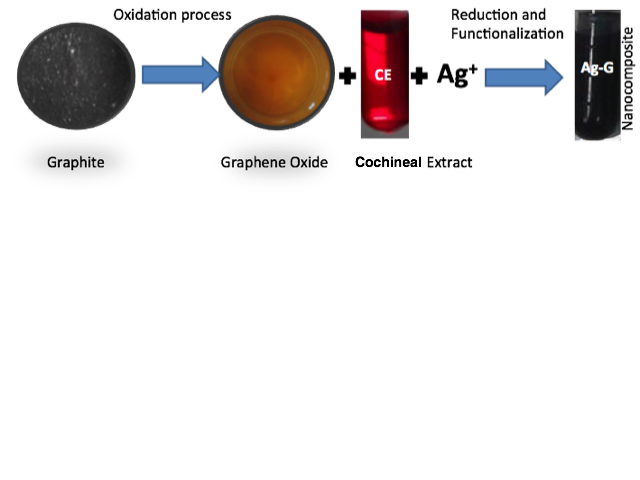 Oxidation process
Reduction and
Functionalization
CE
Ag⁺
Ag-G
Nanocomposite
Graphite
Graphene Oxide
Cochineal Extract